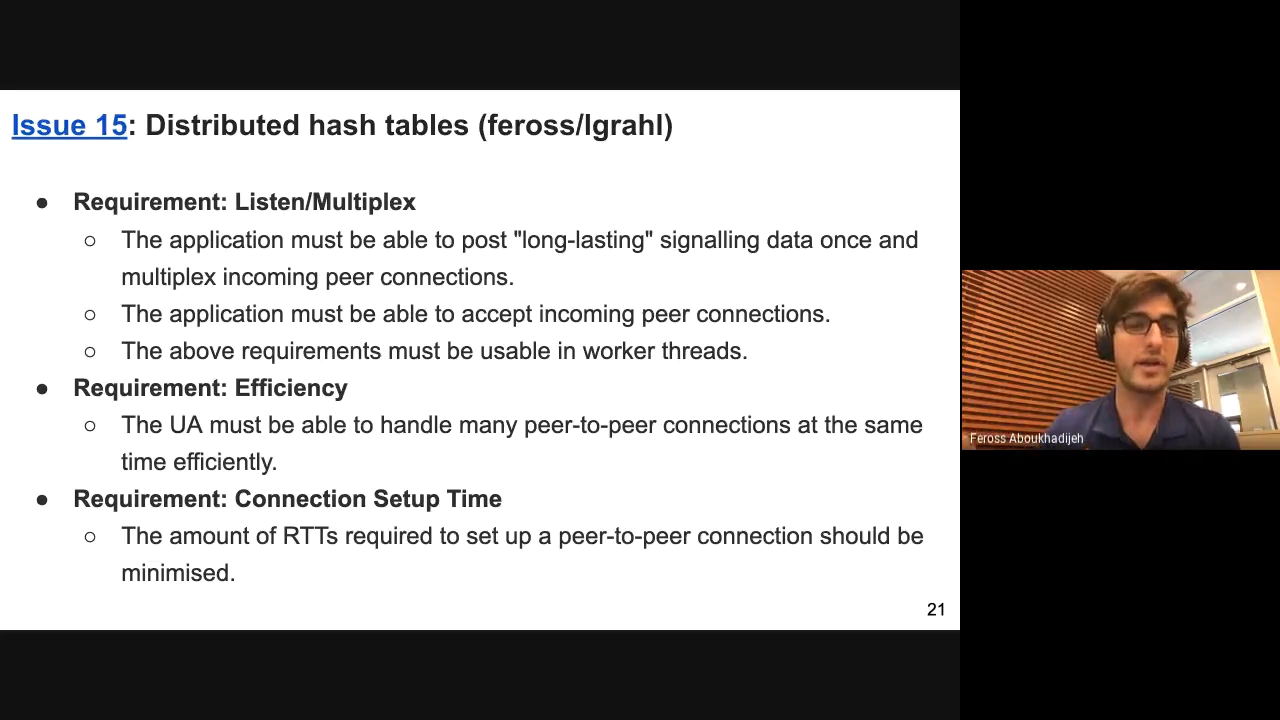 Issue 15: Distributed hash tables (feross/lgrahl)
● Requirement: Listen/Multiplex
○ The application must be able to post "long-lasting" signalling data once and
multiplex incoming peer connections.
○ The application must be able to accept incoming peer connections.
○ The above requirements must be usable in worker threads.
● Requirement: Efficiency
○ The UA must be able to handle many peer-to-peer connections at the same
time efficiently.
● Requirement: Connection Setup Time
○ The amount of RTTs required to set up a peer-to-peer connection should be
minimised.
21
Feross Aboukhadijeh